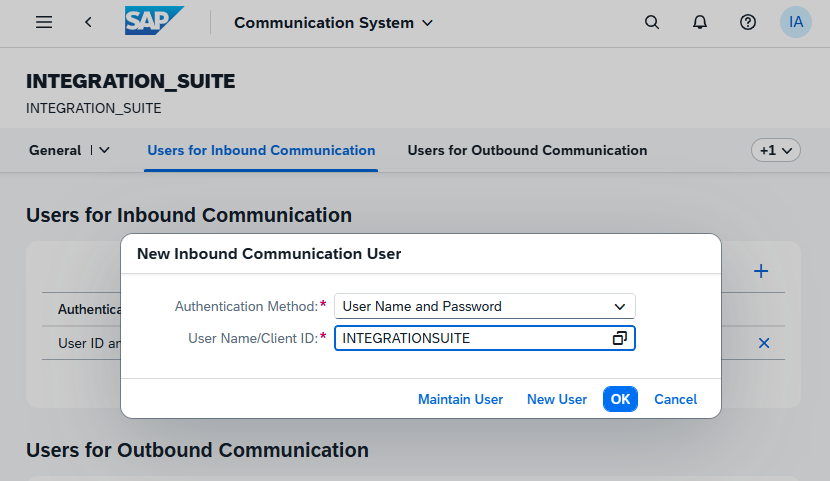 SAP Communication System IA
INTEGRATION_SUITE
INTEGRATION_SUITE
General Users for Inbound Communication Users for Outbound Communication +1
Users for Inbound Communication
New Inbound Communication User
Authentica
Authentication Method:* User Name and Password
User ID an
User Name/Client ID:* INTEGRATIONSUITE
Maintain User New User OK Cancel
Users for Outbound Communication